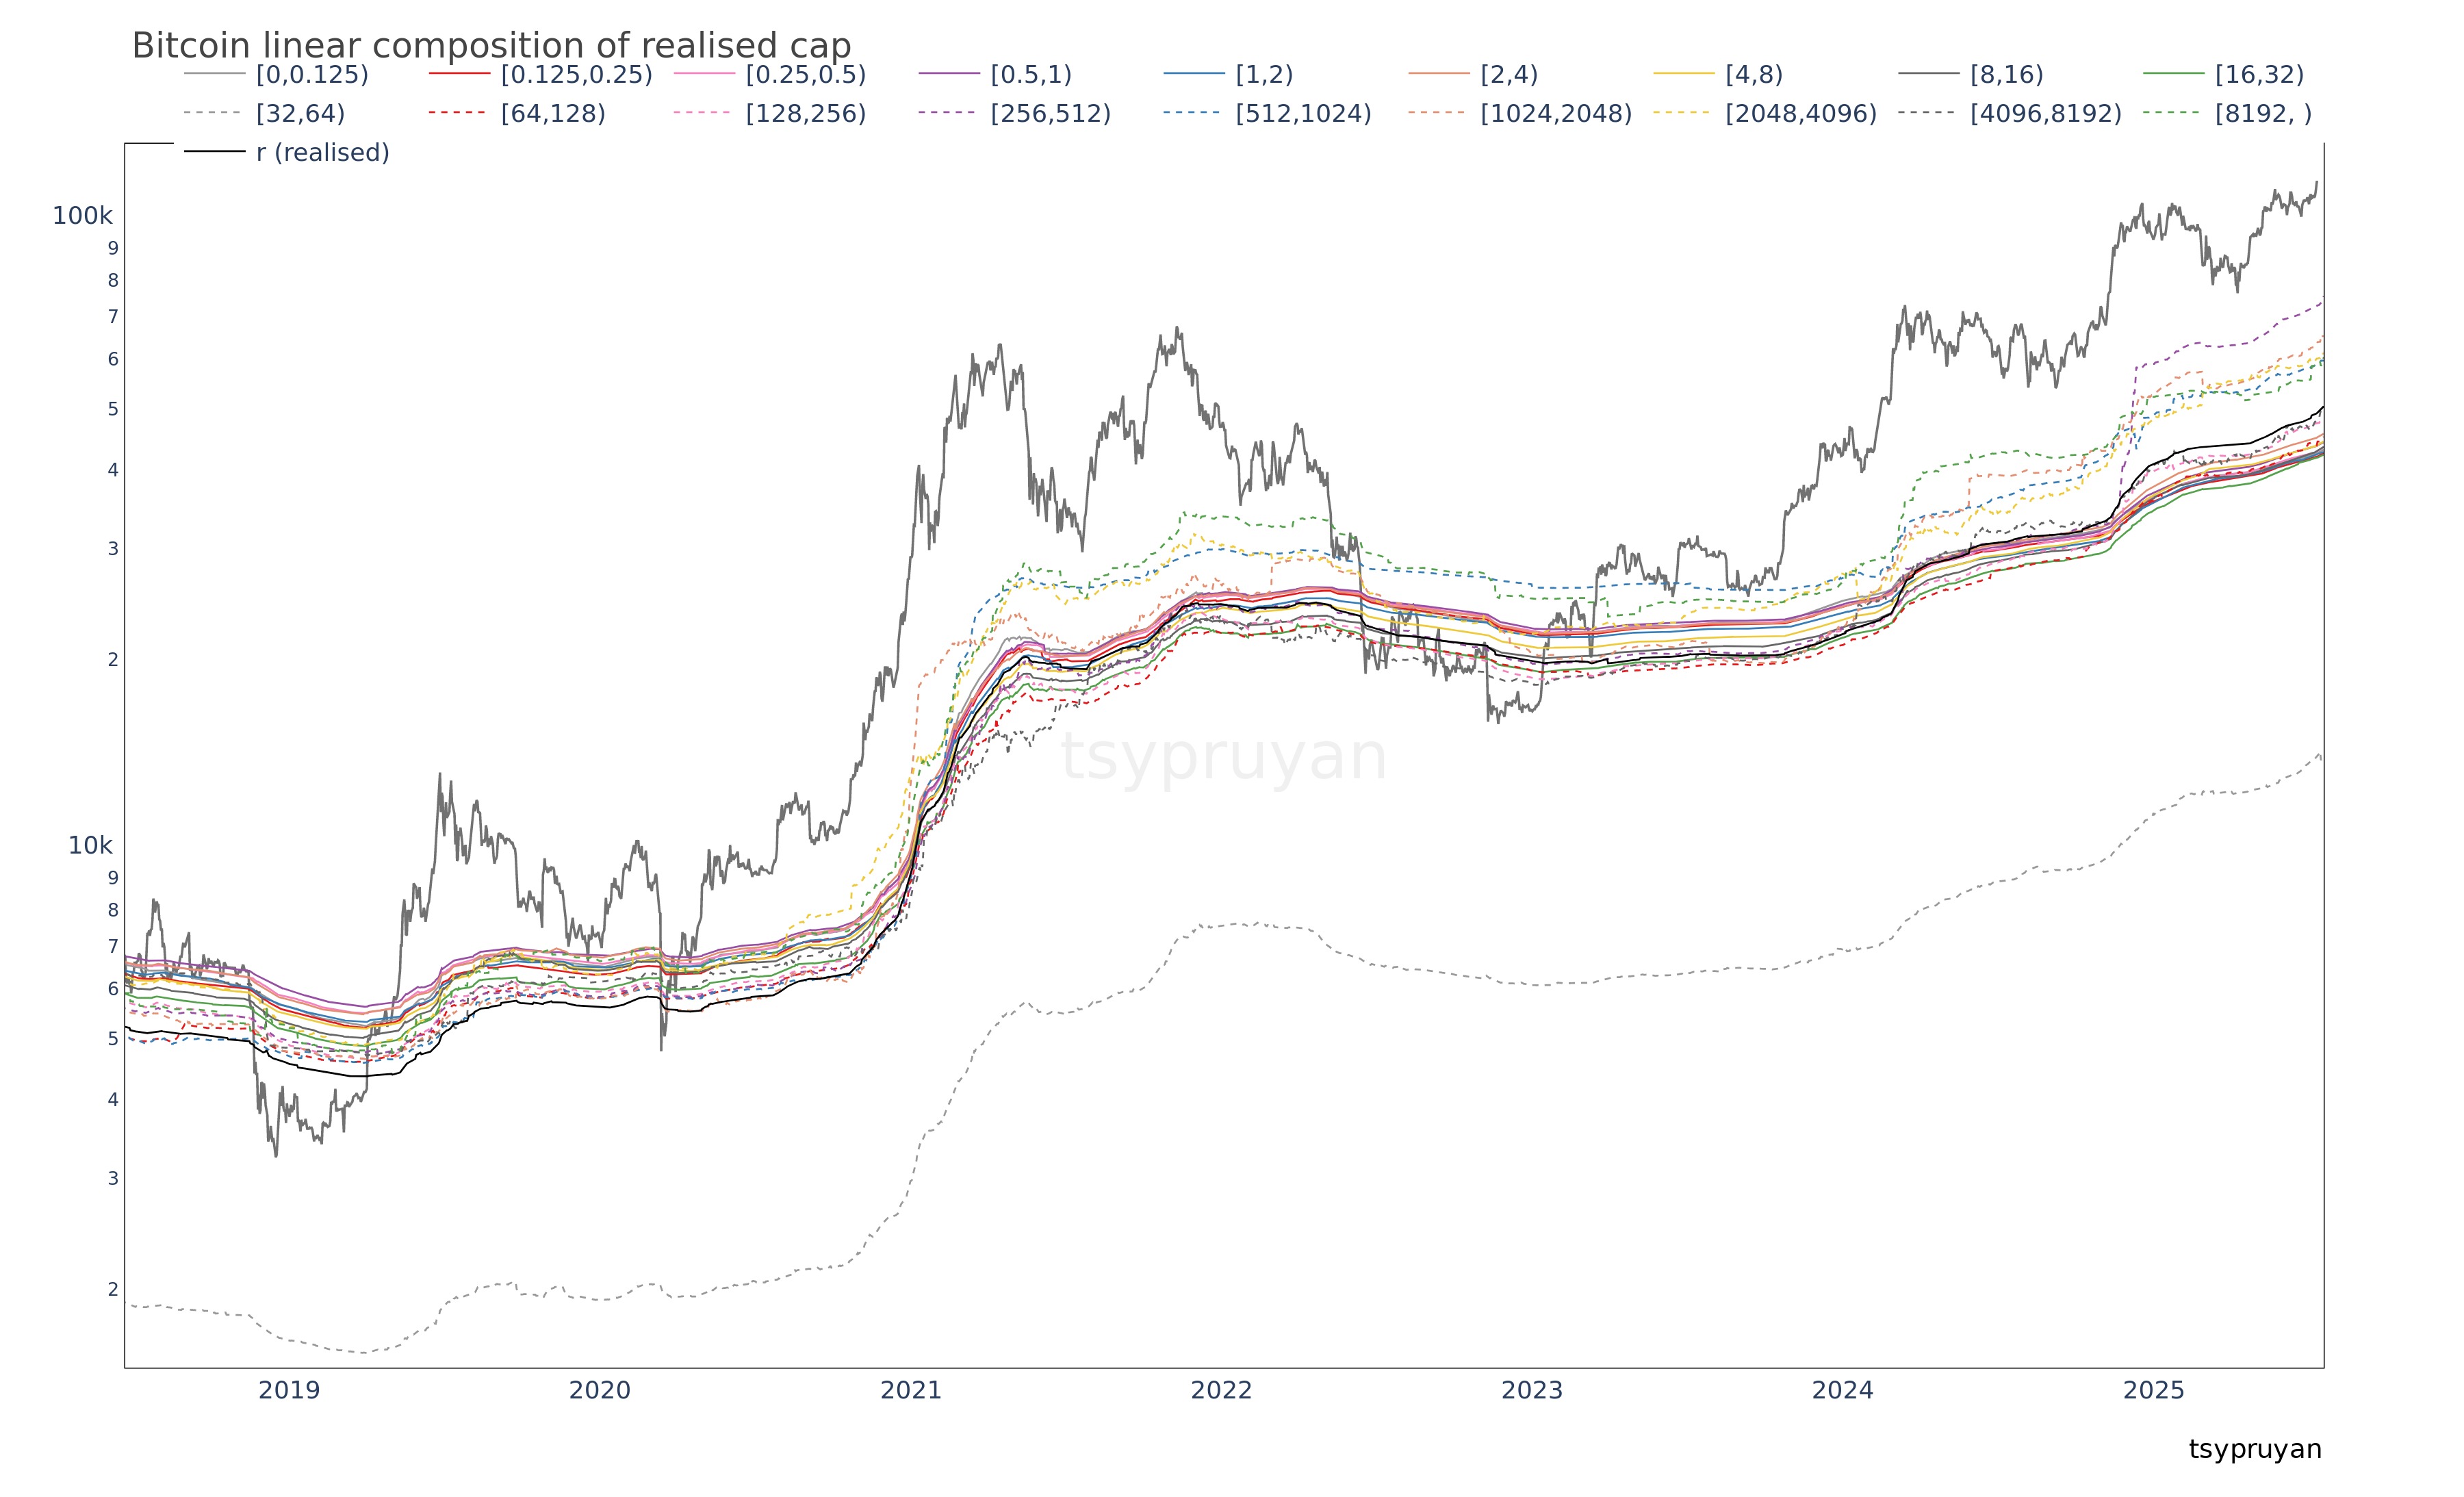 Bitcoin linear composition of realised cap
[0,0.125) [0.125,0.25) [0.25,0.5) [0.5,1) [1,2) [2,4) [4,8) [8,16) [16,32)
[32,64) [64,128) [128,256) [256,512) [512,1024) [1024,2048) [2048,4096) [4096,8192) [8192, )
r (realised)
100k
9
8
7
6
5
4
3
2
10k
9
8
7
6
5
4
3
2
tsypruyan
2019 2020 2021 2022 2023 2024 2025
tsypruyan